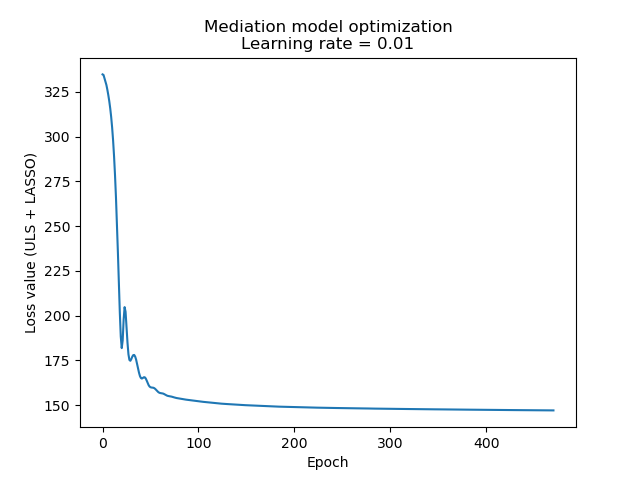 Mediation model optimization
Learning rate = 0.01
325
300
275
250
225
200
175
150
Loss value (ULS + LASSO)
0 100 200 300 400
Epoch